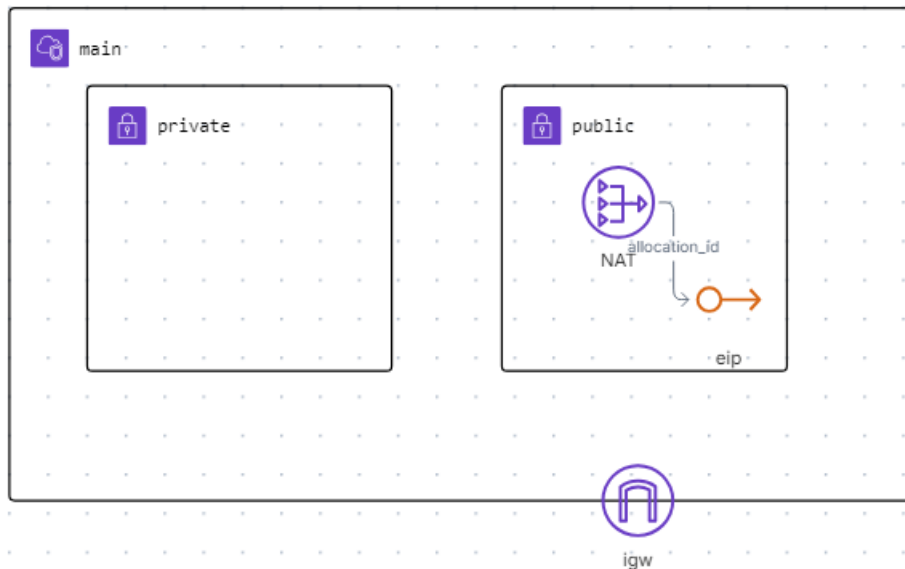 main
private
public
allocation_id
NAT
eip
igw